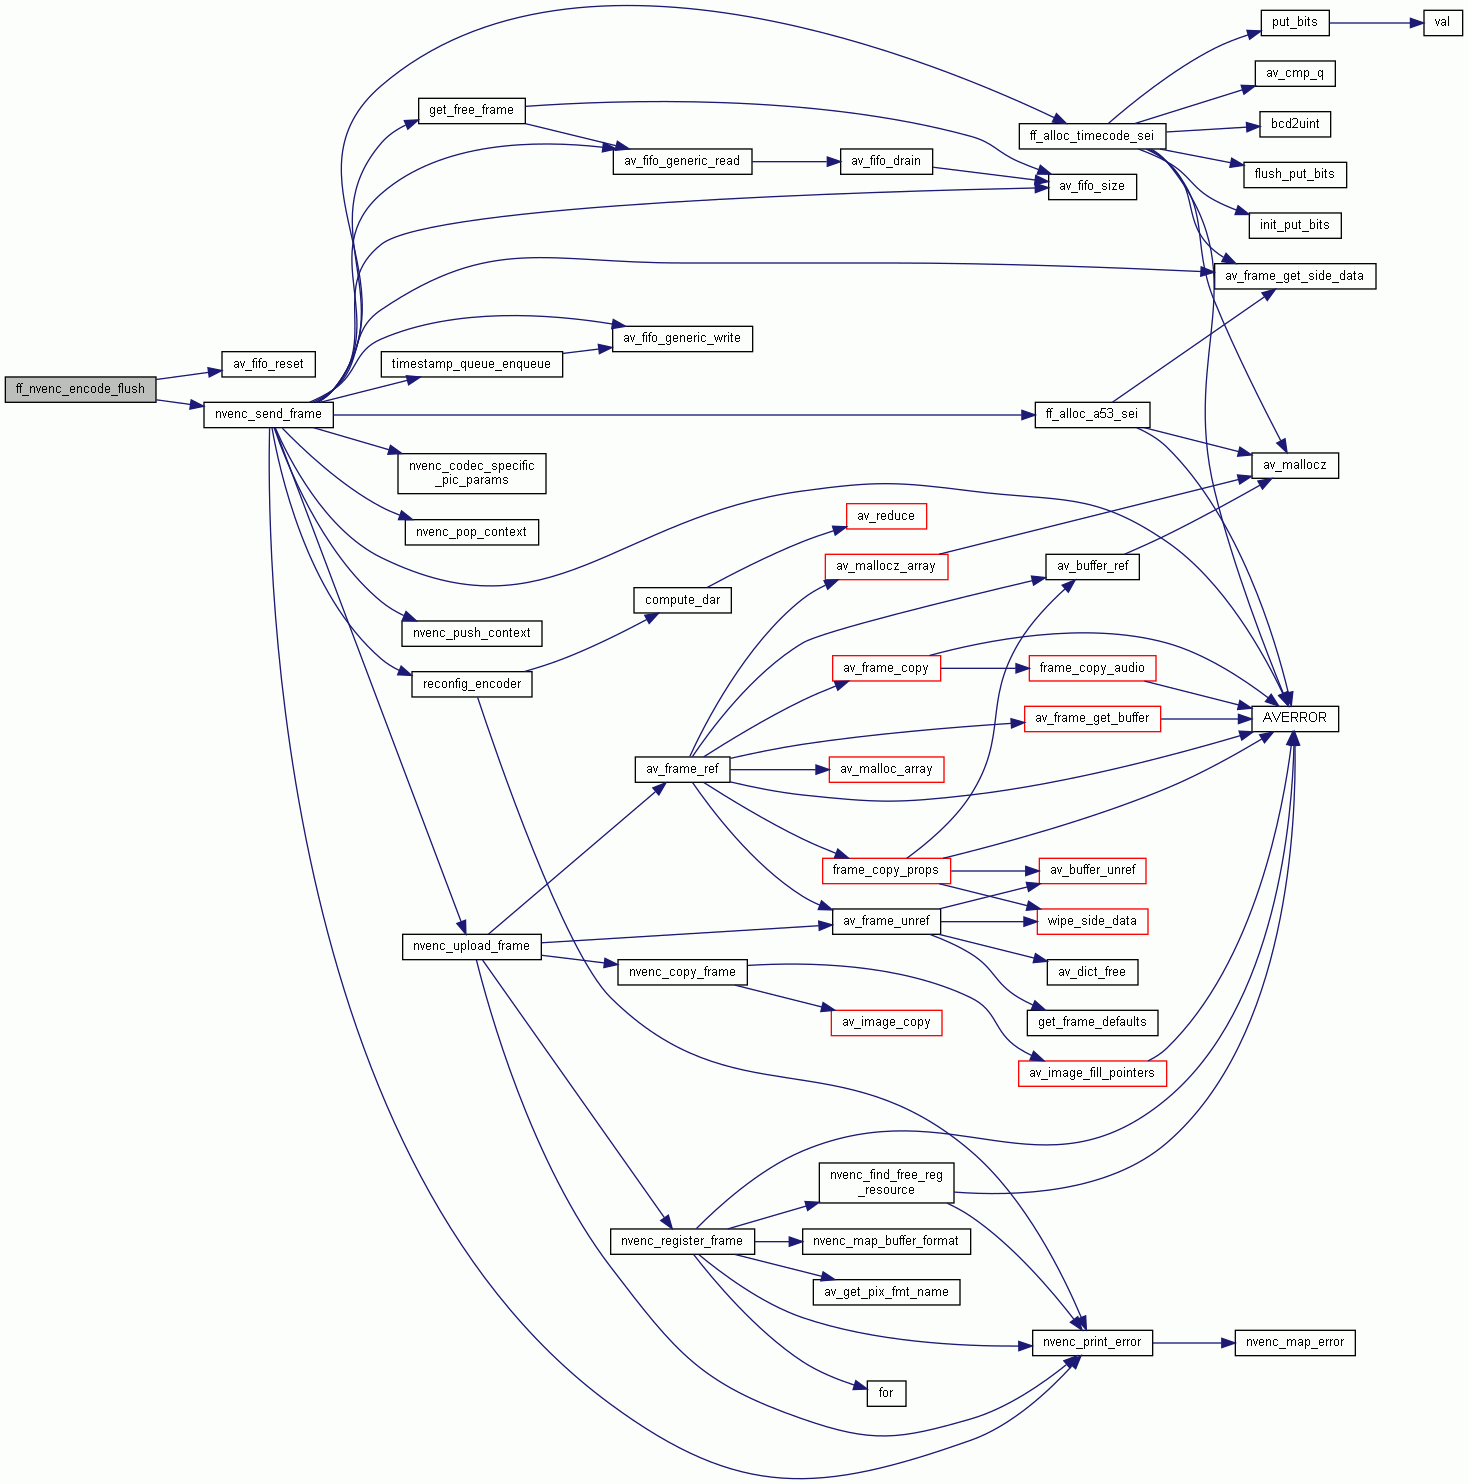 put_bits
val
av_cmp_q
get_free_frame
bcd2uint
ff_alloc_timecode_sei
av_fifo_generic_read
av_fifo_drain
flush_put_bits
av_fifo_size
init_put_bits
av_frame_get_side_data
av_fifo_generic_write
av_fifo_reset
timestamp_queue_enqueue
ff_nvenc_encode_flush
nvenc_send_frame
ff_alloc_a53_sei
nvenc_codec_specific
_pic_params
av_mallocz
av_reduce
nvenc_pop_context
av_mallocz_array
av_buffer_ref
compute_dar
nvenc_push_context
av_frame_copy
frame_copy_audio
reconfig_encoder
av_frame_get_buffer
AVERROR
av_frame_ref
av_malloc_array
frame_copy_props
av_buffer_unref
av_frame_unref
wipe_side_data
nvenc_upload_frame
nvenc_copy_frame
av_dict_free
av_image_copy
get_frame_defaults
av_image_fill_pointers
nvenc_find_free_reg
_resource
nvenc_register_frame
nvenc_map_buffer_format
av_get_pix_fmt_name
nvenc_print_error
nvenc_map_error
for